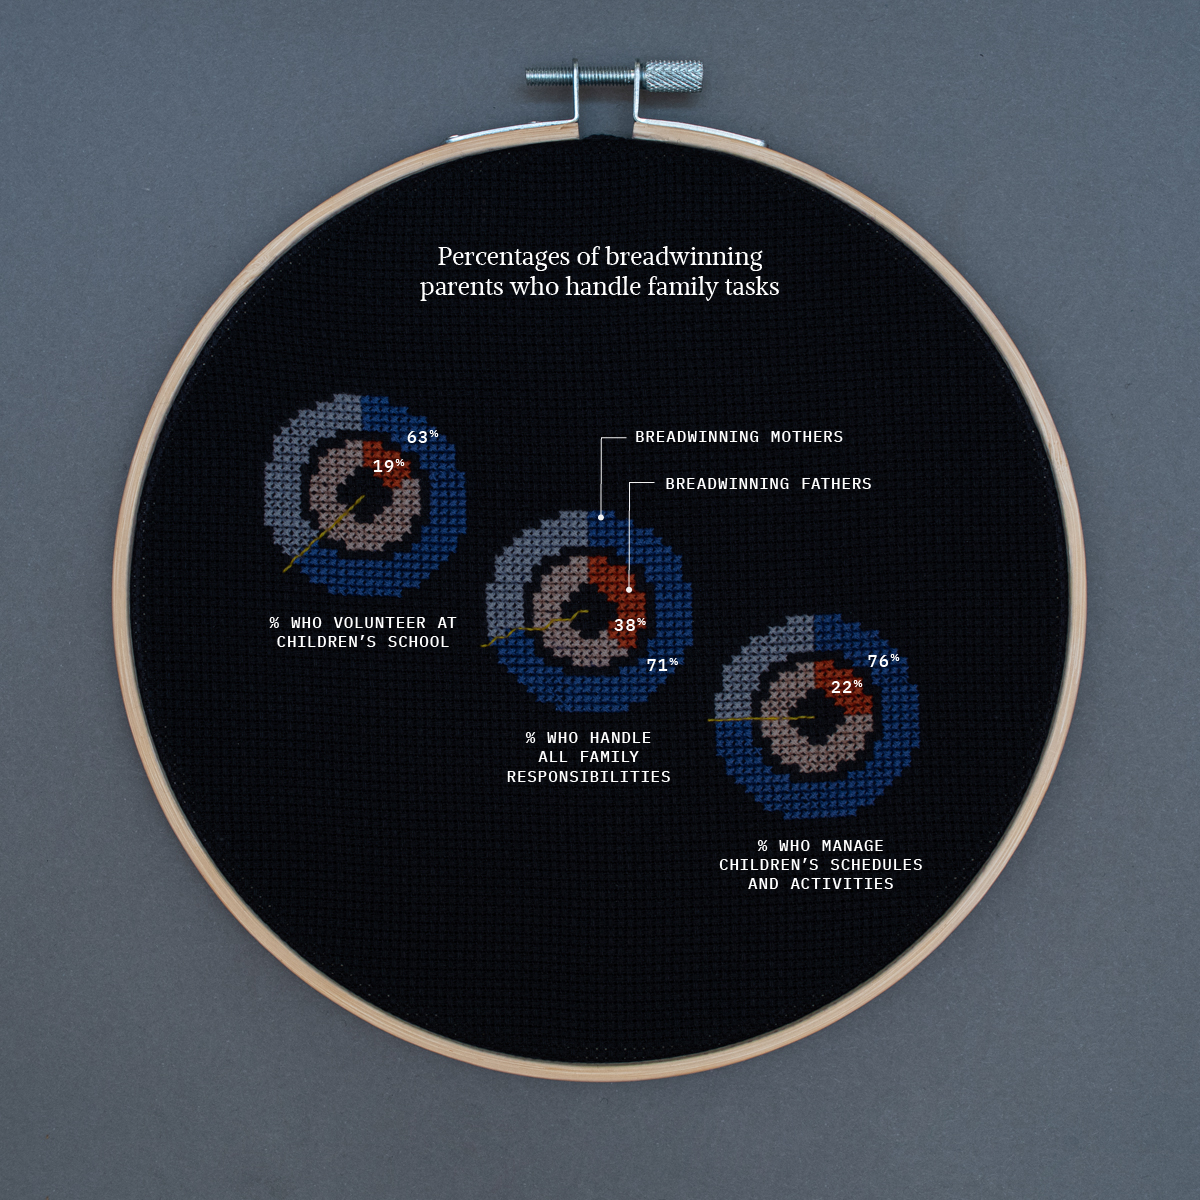 Percentages of breadwinning
parents who handle family tasks
63%
19%
% WHO VOLUNTEER AT
CHILDREN’S SCHOOL
BREADWINNING MOTHERS
BREADWINNING FATHERS
38%
71%
% WHO HANDLE
ALL FAMILY
RESPONSIBILITIES
76%
22%
% WHO MANAGE
CHILDREN’S SCHEDULES
AND ACTIVITIES